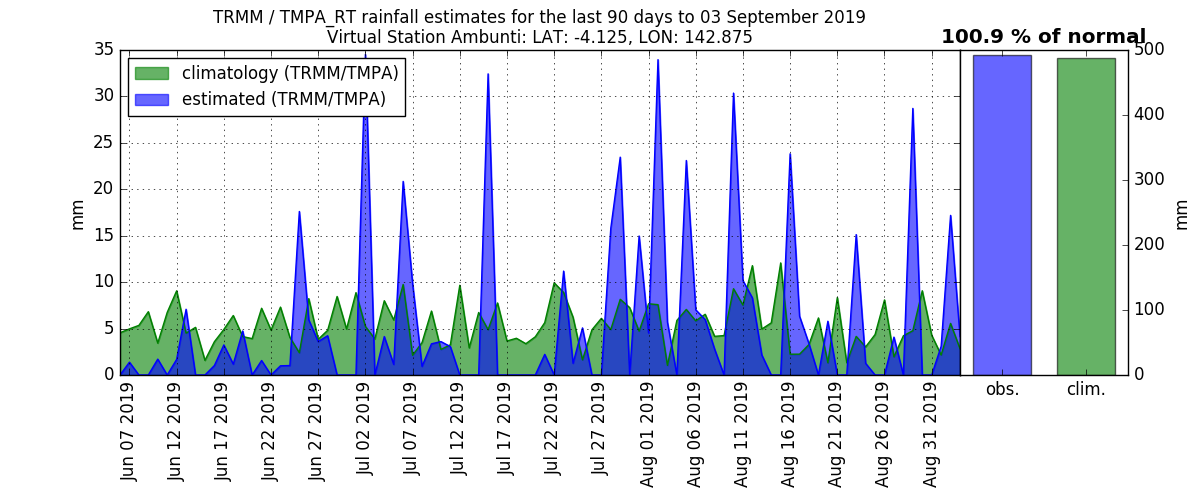 TRMM / TMPA_RT rainfall estimates for the last 90 days to 03 September 2019
Virtual Station Ambunti: LAT: -4.125, LON: 142.875
100.9 % of normal
climatology (TRMM/TMPA)
estimated (TRMM/TMPA)
mm
35
30
25
20
15
10
5
0
Jun 07 2019
Jun 12 2019
Jun 17 2019
Jun 22 2019
Jun 27 2019
Jul 02 2019
Jul 07 2019
Jul 12 2019
Jul 17 2019
Jul 22 2019
Jul 27 2019
Aug 01 2019
Aug 06 2019
Aug 11 2019
Aug 16 2019
Aug 21 2019
Aug 26 2019
Aug 31 2019
obs.
clim.
500
400
300
200
100
0
mm